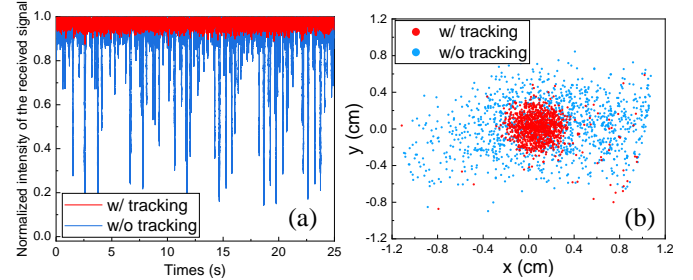 Normalized intensity of the received signal
1.0
0.8
0.6
0.4
0.2
0.0
w/ tracking
w/o tracking
(a)
0 5 10 15 20 25
Times (s)
y (cm)
1.2
0.8
0.4
0.0
-0.4
-0.8
-1.2
w/ tracking
w/o tracking
(b)
-1.2 -0.8 -0.4 0.0 0.4 0.8 1.2
x (cm)